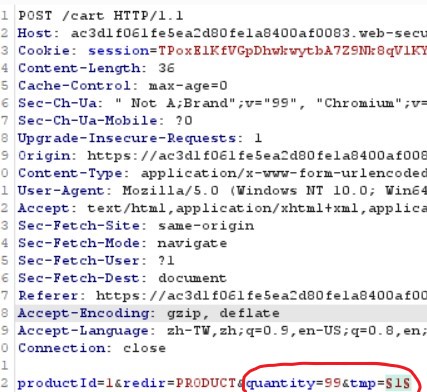 1 POST /cart HTTP/1.1
2 Host: ac3d1f061fe5ea2d80fe1a8400af0083.web-secu
3 Cookie: session=TPoxElKfVGpDhwkwytbA7Z9Nk8qVlKY
4 Content-Length: 36
5 Cache-Control: max-age=0
6 Sec-Ch-Ua: " Not A;Brand";v="99", "Chromium";v=
7 Sec-Ch-Ua-Mobile: ?0
8 Upgrade-Insecure-Requests: 1
9 Origin: https://ac3d1f061fe5ea2d80fe1a8400af008
0 Content-Type: application/x-www-form-urlencoded
1 User-Agent: Mozilla/5.0 (Windows NT 10.0; Win64
2 Accept: text/html,application/xhtml+xml,applica
3 Sec-Fetch-Site: same-origin
4 Sec-Fetch-Mode: navigate
5 Sec-Fetch-User: ?1
6 Sec-Fetch-Dest: document
7 Referer: https://ac3d1f061fe5ea2d80fe1a8400af00
8 Accept-Encoding: gzip, deflate
9 Accept-Language: zh-TW,zh;q=0.9,en-US;q=0.8,en;
0 Connection: close
1
2 productId=1&redir=PRODUCT&quantity=99&tmp=§1§